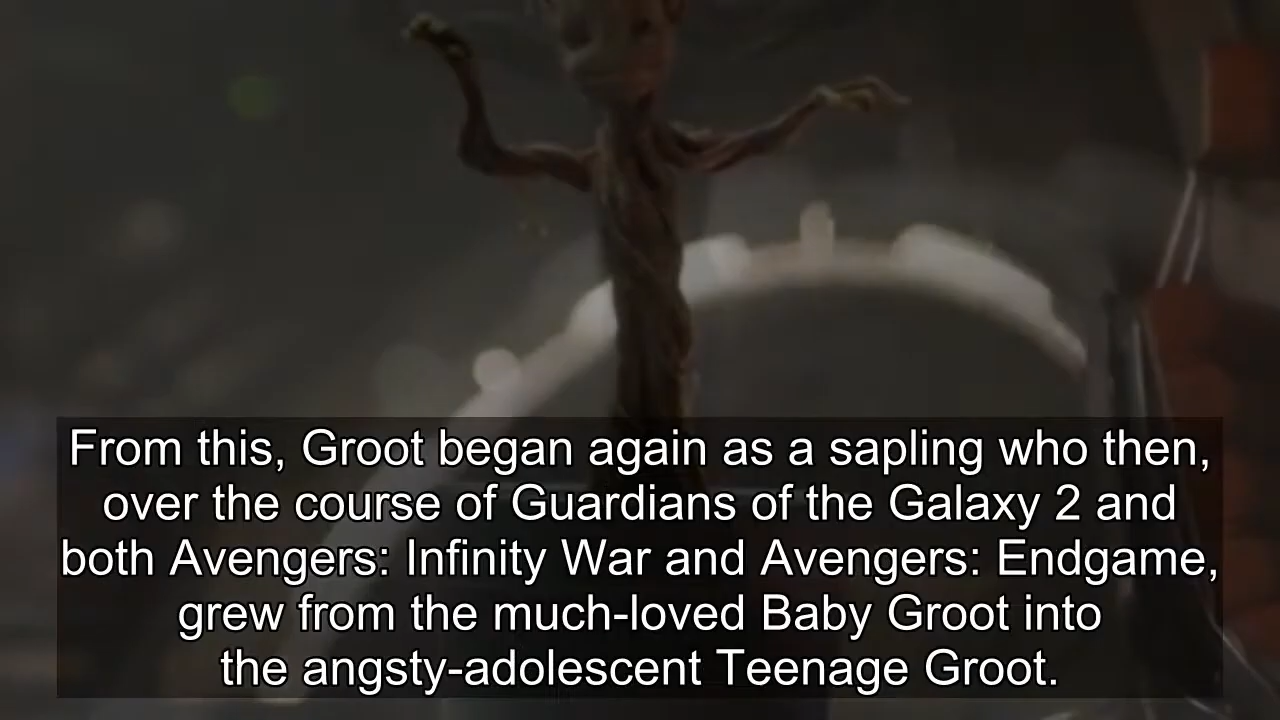 From this, Groot began again as a sapling who then,
over the course of Guardians of the Galaxy 2 and
both Avengers: Infinity War and Avengers: Endgame,
grew from the much-loved Baby Groot into
the angsty-adolescent Teenage Groot.